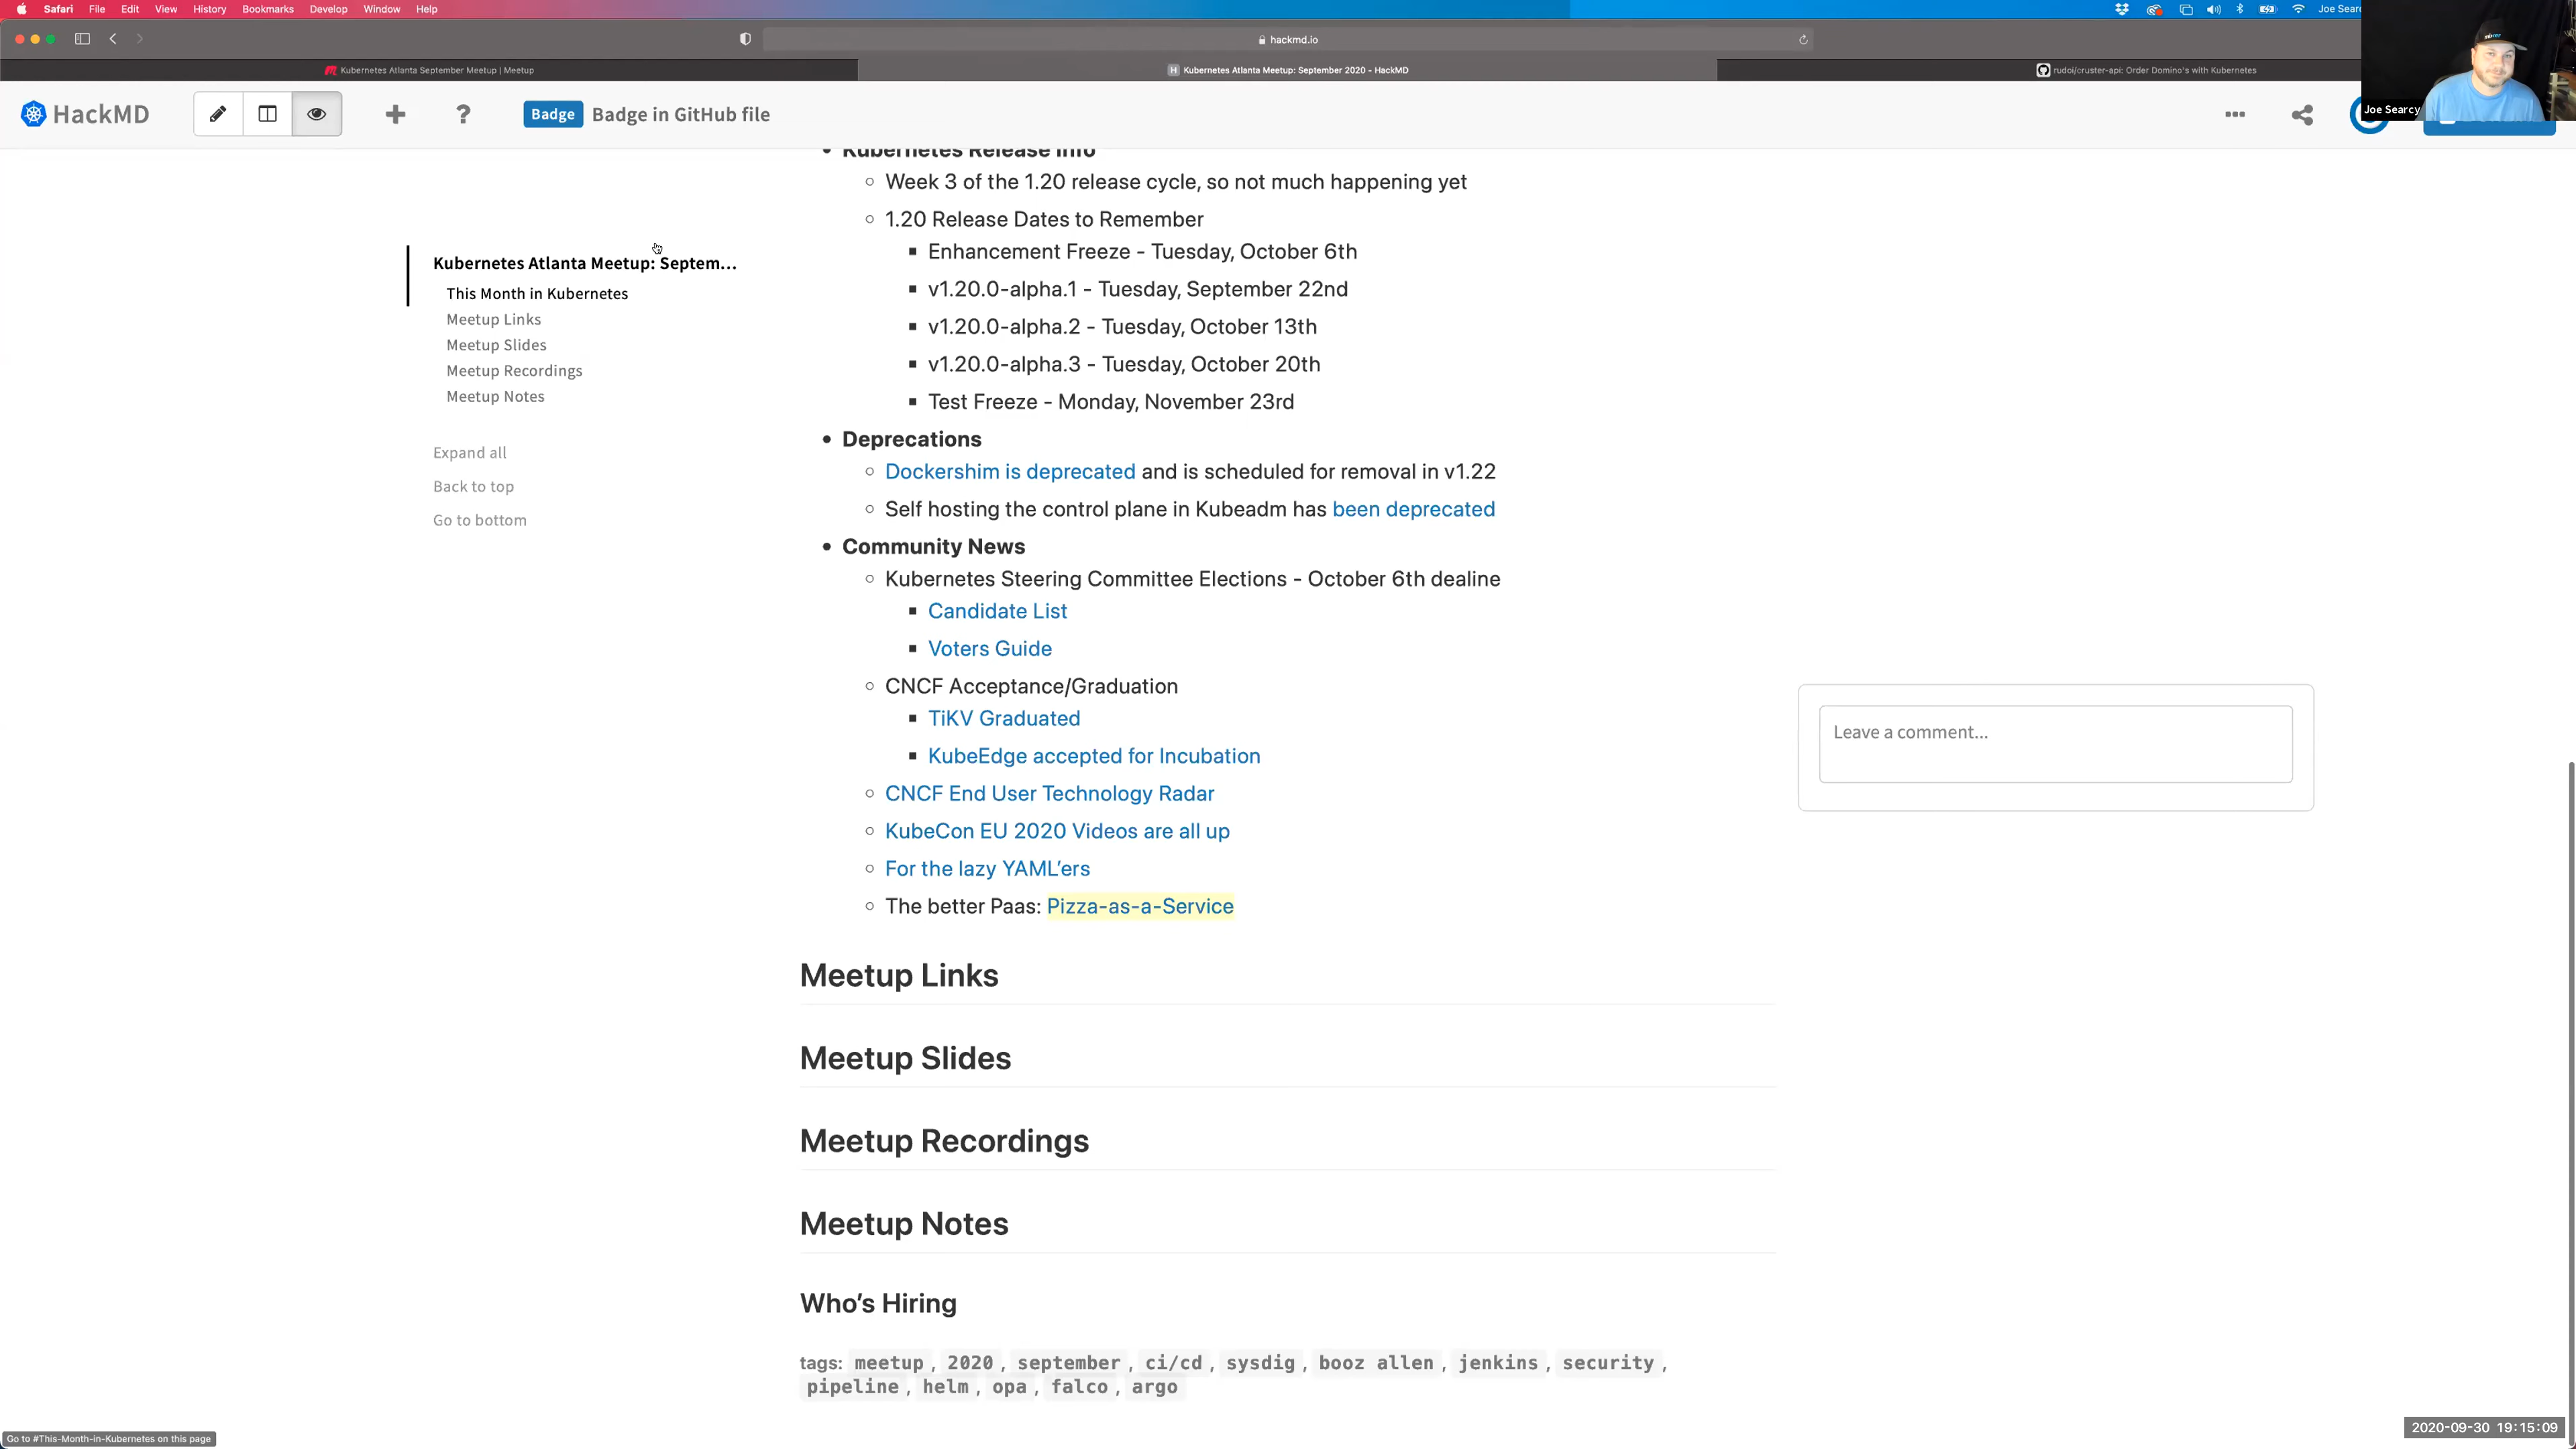 Safari File Edit View History Bookmarks Develop Window Help
hackmd.io
Kubernetes Atlanta September Meetup | Meetup
Kubernetes Atlanta Meetup: September 2020 - HackMD
rudoi/cruster-api: Order Domino's with Kubernetes
Joe Searcy
HackMD
Badge Badge in GitHub file
Kubernetes Release Info
Week 3 of the 1.20 release cycle, so not much happening yet
1.20 Release Dates to Remember
Enhancement Freeze - Tuesday, October 6th
v1.20.0-alpha.1 - Tuesday, September 22nd
v1.20.0-alpha.2 - Tuesday, October 13th
v1.20.0-alpha.3 - Tuesday, October 20th
Test Freeze - Monday, November 23rd
Deprecations
Dockershim is deprecated and is scheduled for removal in v1.22
Self hosting the control plane in Kubeadm has been deprecated
Community News
Kubernetes Steering Committee Elections - October 6th dealine
Candidate List
Voters Guide
CNCF Acceptance/Graduation
TiKV Graduated
KubeEdge accepted for Incubation
CNCF End User Technology Radar
KubeCon EU 2020 Videos are all up
For the lazy YAML'ers
The better Paas: Pizza-as-a-Service
Kubernetes Atlanta Meetup: Septem...
This Month in Kubernetes
Meetup Links
Meetup Slides
Meetup Recordings
Meetup Notes
Expand all
Back to top
Go to bottom
Leave a comment...
Meetup Links
Meetup Slides
Meetup Recordings
Meetup Notes
Who's Hiring
tags: meetup , 2020 , september , ci/cd , sysdig , booz allen , jenkins , security ,
pipeline , helm , opa , falco , argo
Go to #This-Month-in-Kubernetes on this page
2020-09-30 19:15:09